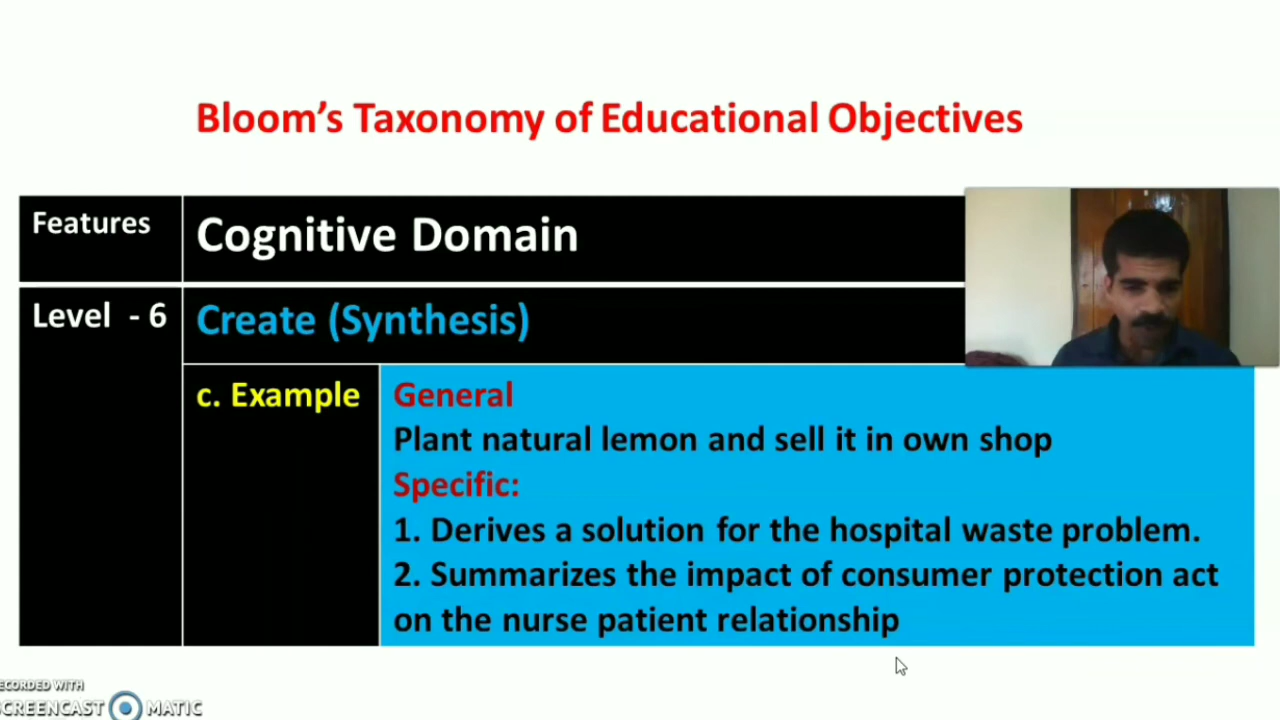 Bloom’s Taxonomy of Educational Objectives
Features
Cognitive Domain
Level - 6
Create (Synthesis)
c. Example
General
Plant natural lemon and sell it in own shop
Specific:
1. Derives a solution for the hospital waste problem.
2. Summarizes the impact of consumer protection act
on the nurse patient relationship
ECORDED WITH
SCREENCAST MATIC